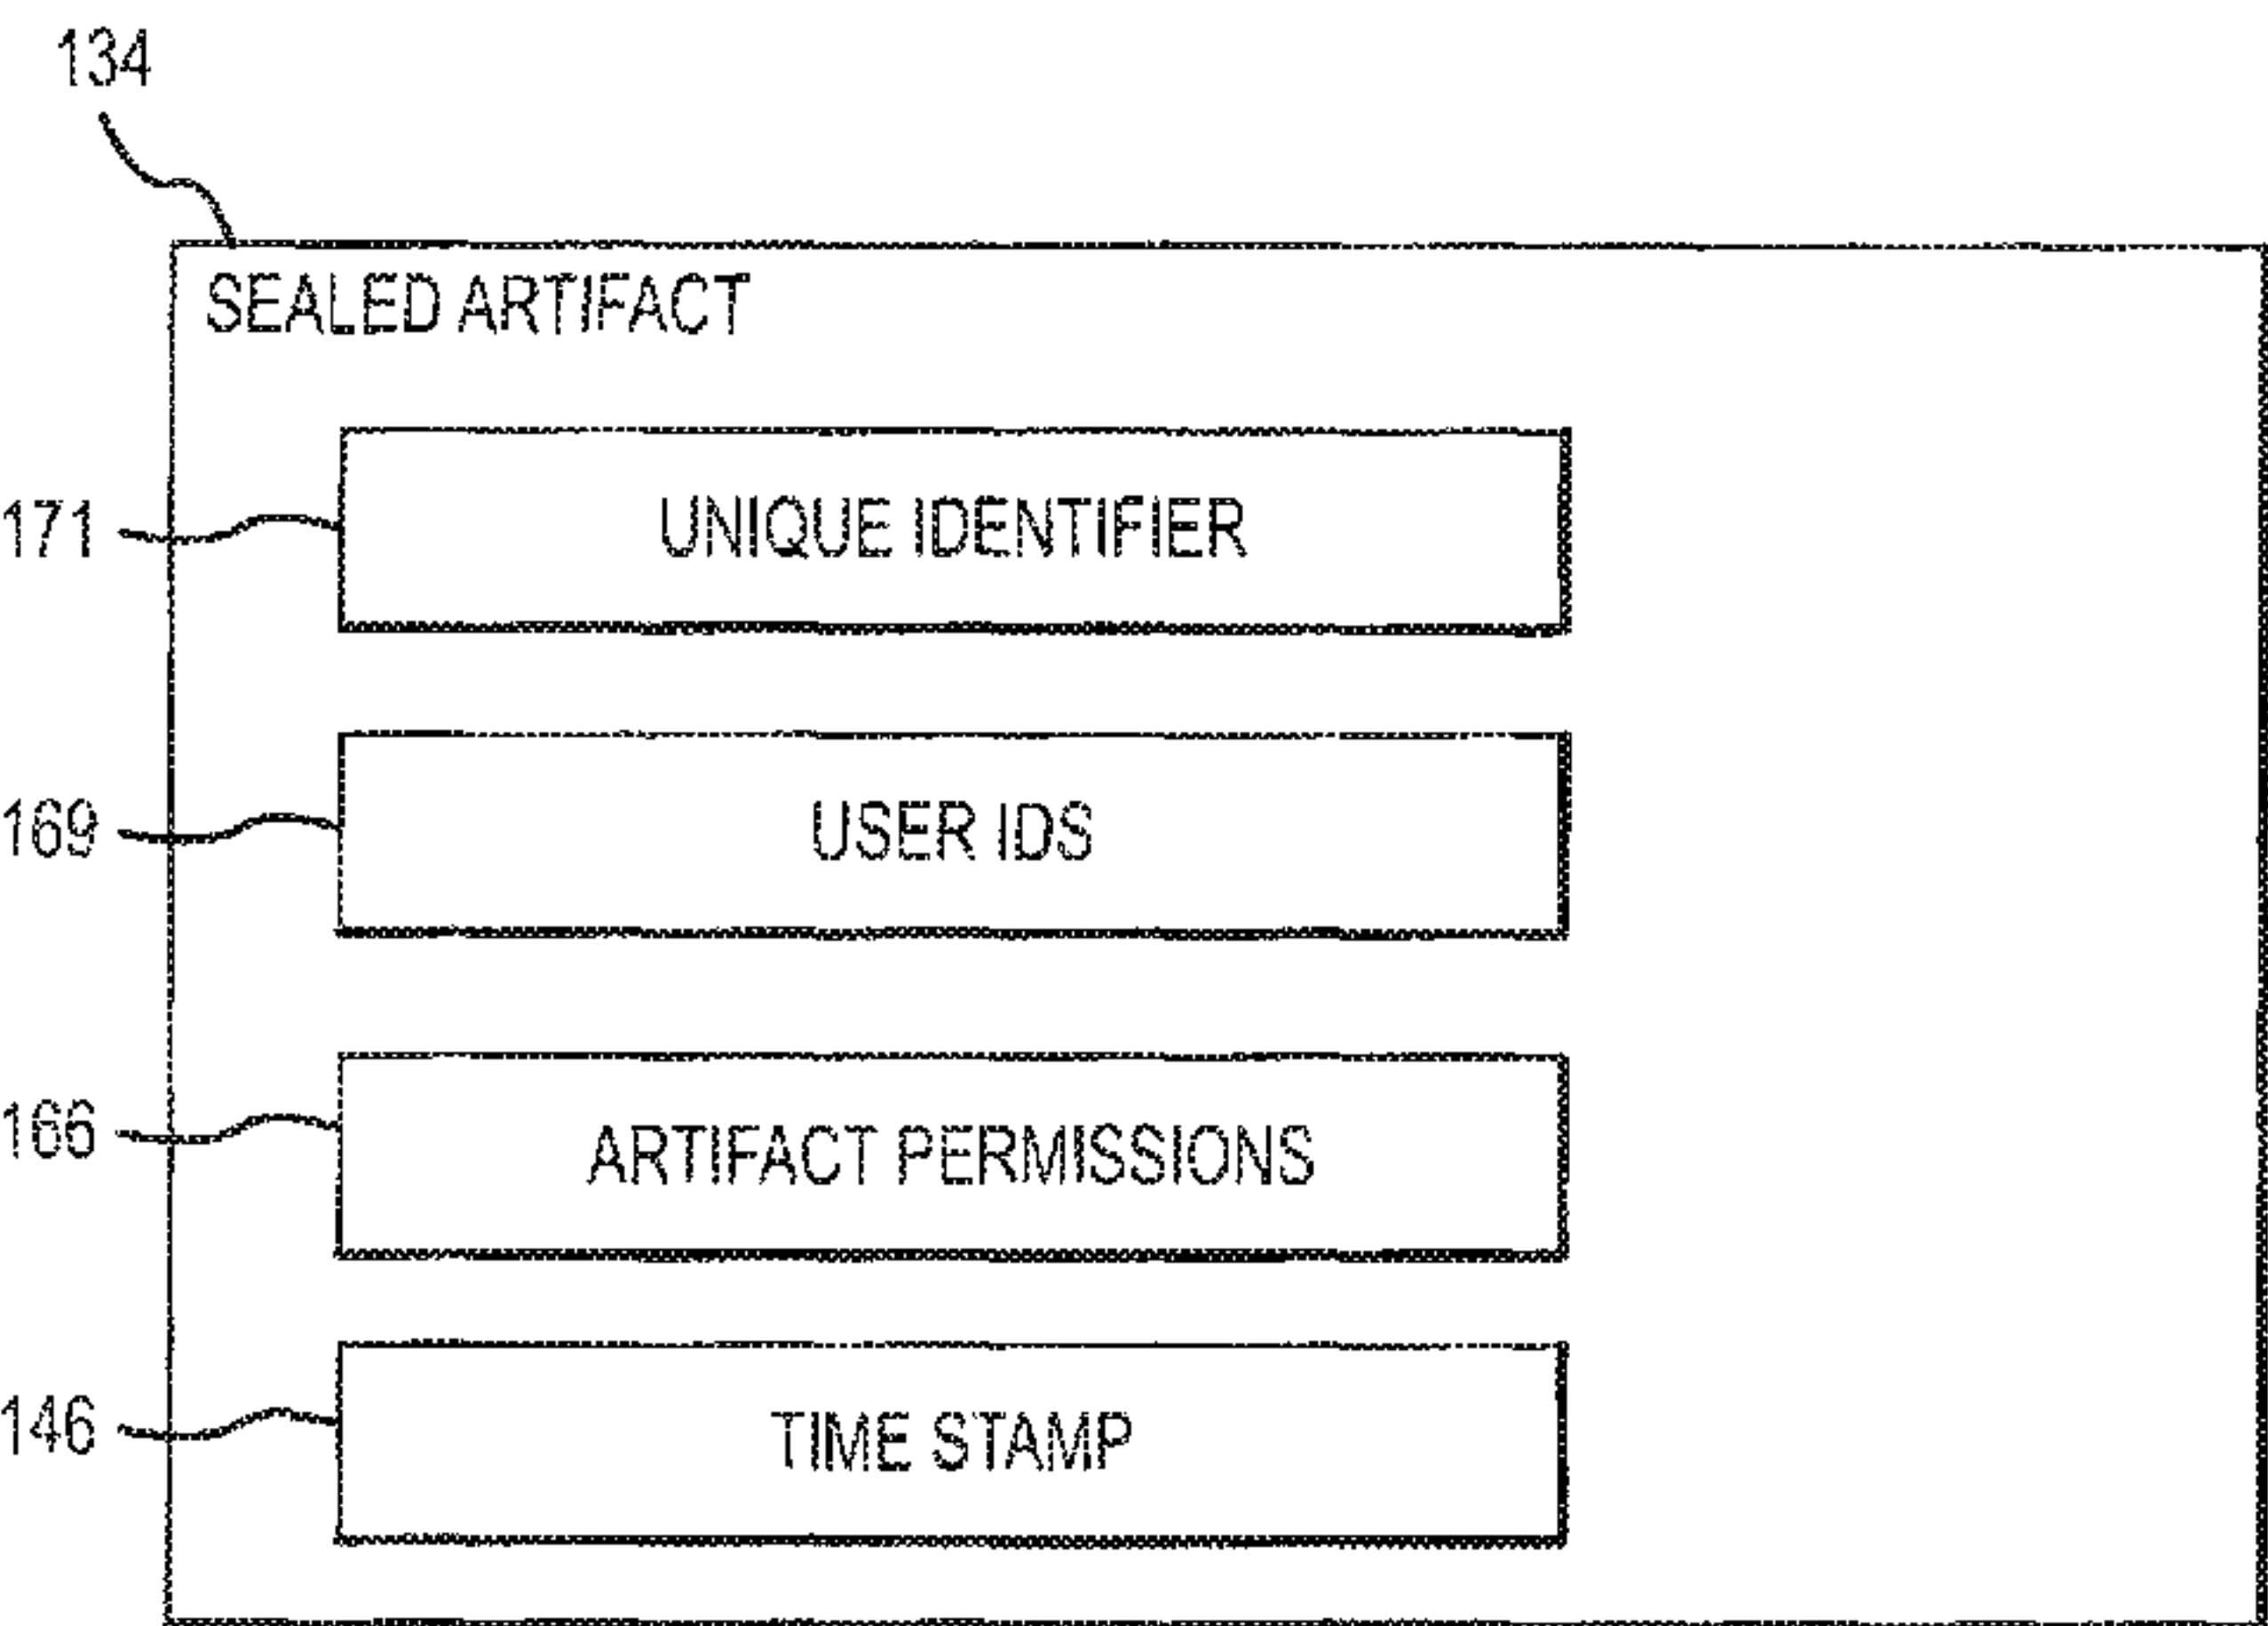 134
SEALED ARTIFACT
171
UNIQUE IDENTIFIER
169
USER IDS
166
ARTIFACT PERMISSIONS
146
TIME STAMP